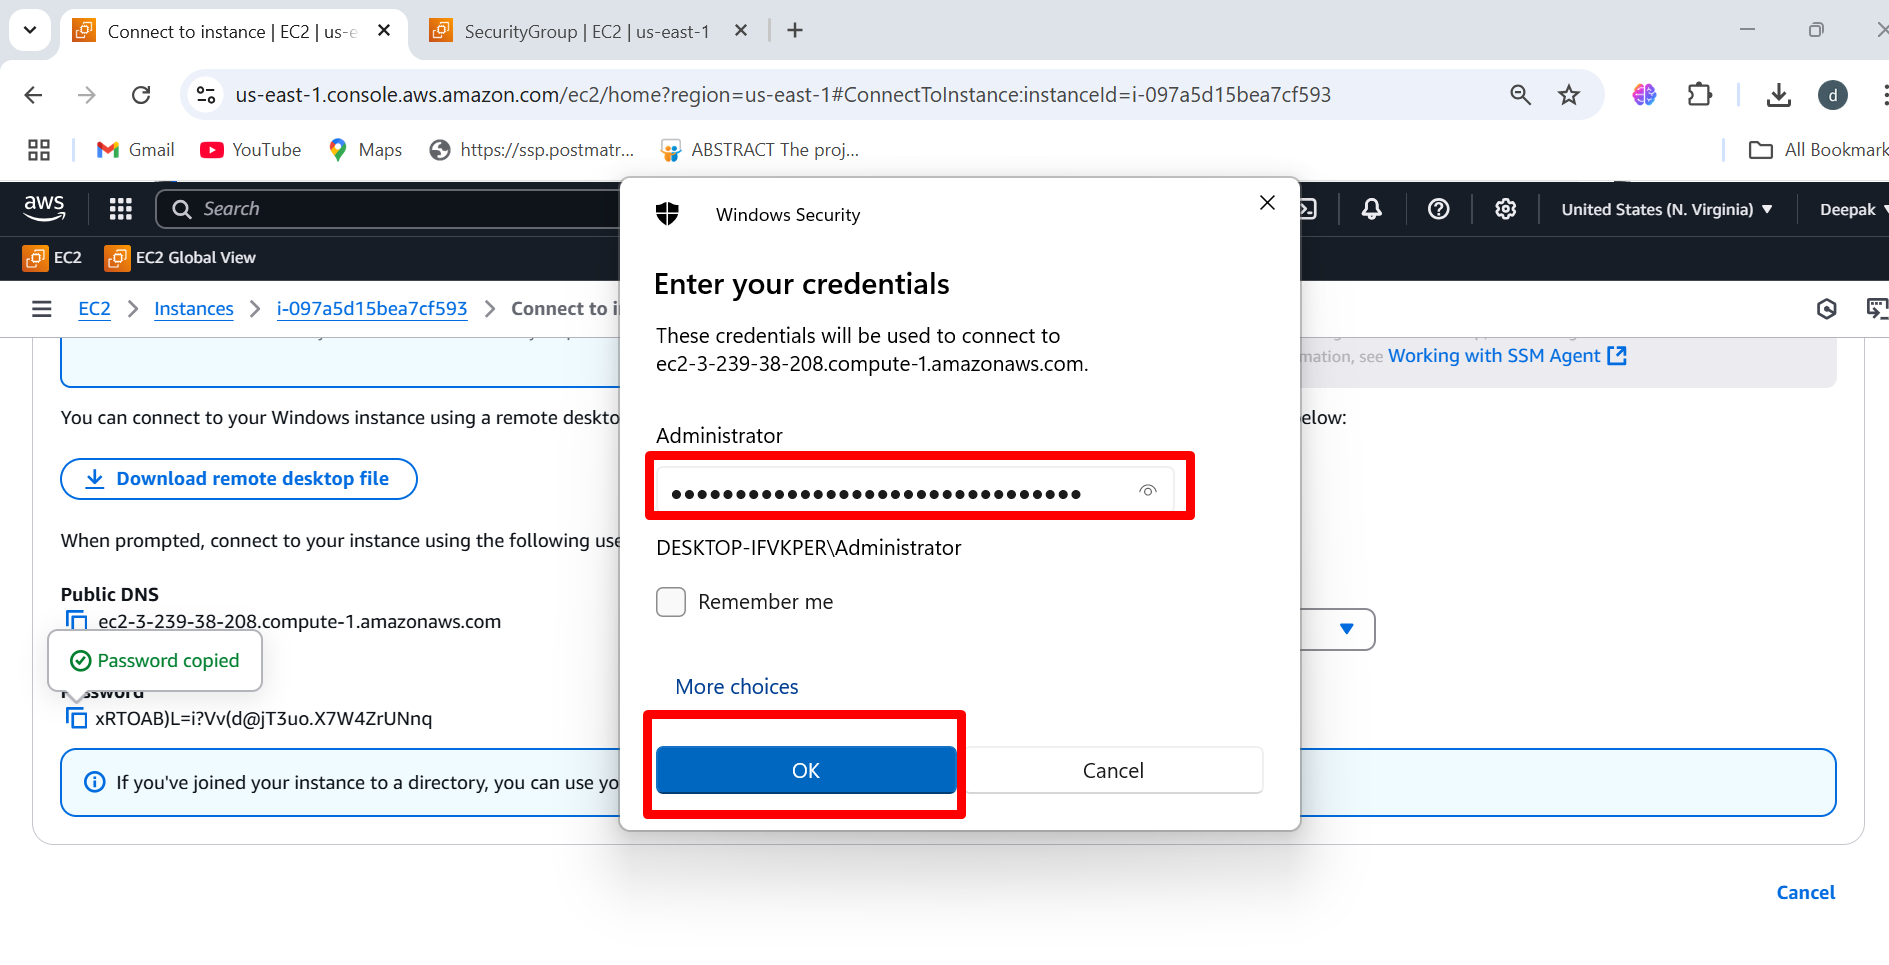 Connect to instance | EC2 | us-e
SecurityGroup | EC2 | us-east-1
us-east-1.console.aws.amazon.com/ec2/home?region=us-east-1#ConnectToInstance:instanceId=i-097a5d15bea7cf593
d
Gmail
YouTube
Maps
https://ssp.postmatr...
ABSTRACT The proj...
All Bookmark
aws
Search
United States (N. Virginia)
Deepak
EC2
EC2 Global View
EC2
Instances
i-097a5d15bea7cf593
Connect to i
mation, see Working with SSM Agent
You can connect to your Windows instance using a remote deskto
elow:
Download remote desktop file
When prompted, connect to your instance using the following use
Public DNS
ec2-3-239-38-208.compute-1.amazonaws.com
Password copied
Password
xRTOAB)L=i?Vv(d@jT3uo.X7W4ZrUNnq
If you've joined your instance to a directory, you can use yo
Cancel
Windows Security
Enter your credentials
These credentials will be used to connect to
ec2-3-239-38-208.compute-1.amazonaws.com.
Administrator
DESKTOP-IFVKPER\Administrator
Remember me
More choices
OK
Cancel